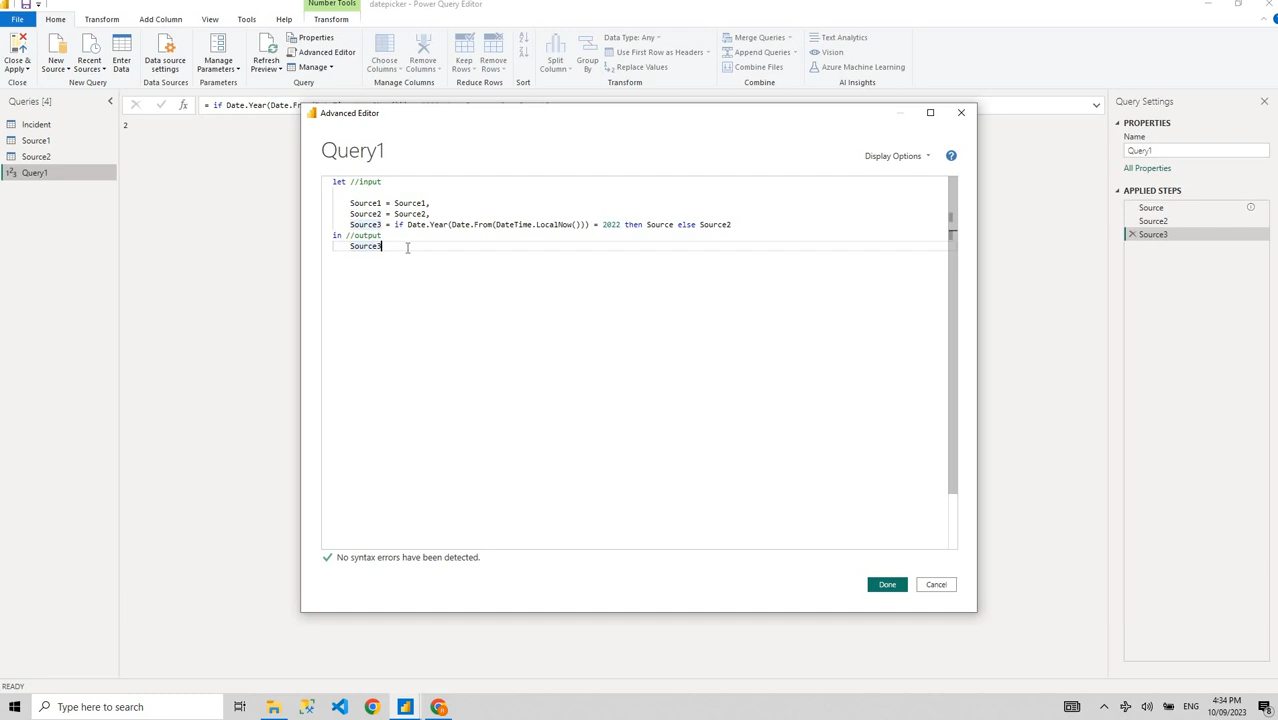 Number Tools
datepicker - Power Query Editor
File
Home
Transform
Add Column
View
Tools
Help
Transformation
Close & Apply
New Source
Recent Sources
Enter Data
Data source settings
Manage Parameters
Refresh Preview
Properties
Advanced Editor
Manage
Choose Columns
Remove Columns
Keep Rows
Remove Rows
Split Column
Group By
Data Type: Any
Use First Row as Headers
Replace Values
Merge Queries
Append Queries
Combine Files
Text Analytics
Vision
Azure Machine Learning
Close
New Query
Data Sources
Parameters
Query
Manage Columns
Reduce Rows
Sort
Transform
Combine
AI Insights
Queries [4]
Incident
Source1
Source2
1²3 Query1
fx
= if Date.Year(Date.
2
Advanced Editor
Query1
Display Options
?
let //input
Source1 = Source1,
Source2 = Source2,
Source3 = if Date.Year(Date.From(DateTime.LocalNow())) = 2022 then Source else Source2
in //output
Source3
No syntax errors have been detected.
Done
Cancel
Query Settings
PROPERTIES
Name
Query1
All Properties
APPLIED STEPS
Source
Source2
Source3
READY
Type here to search
ENG
4:34 PM
10/09/2023